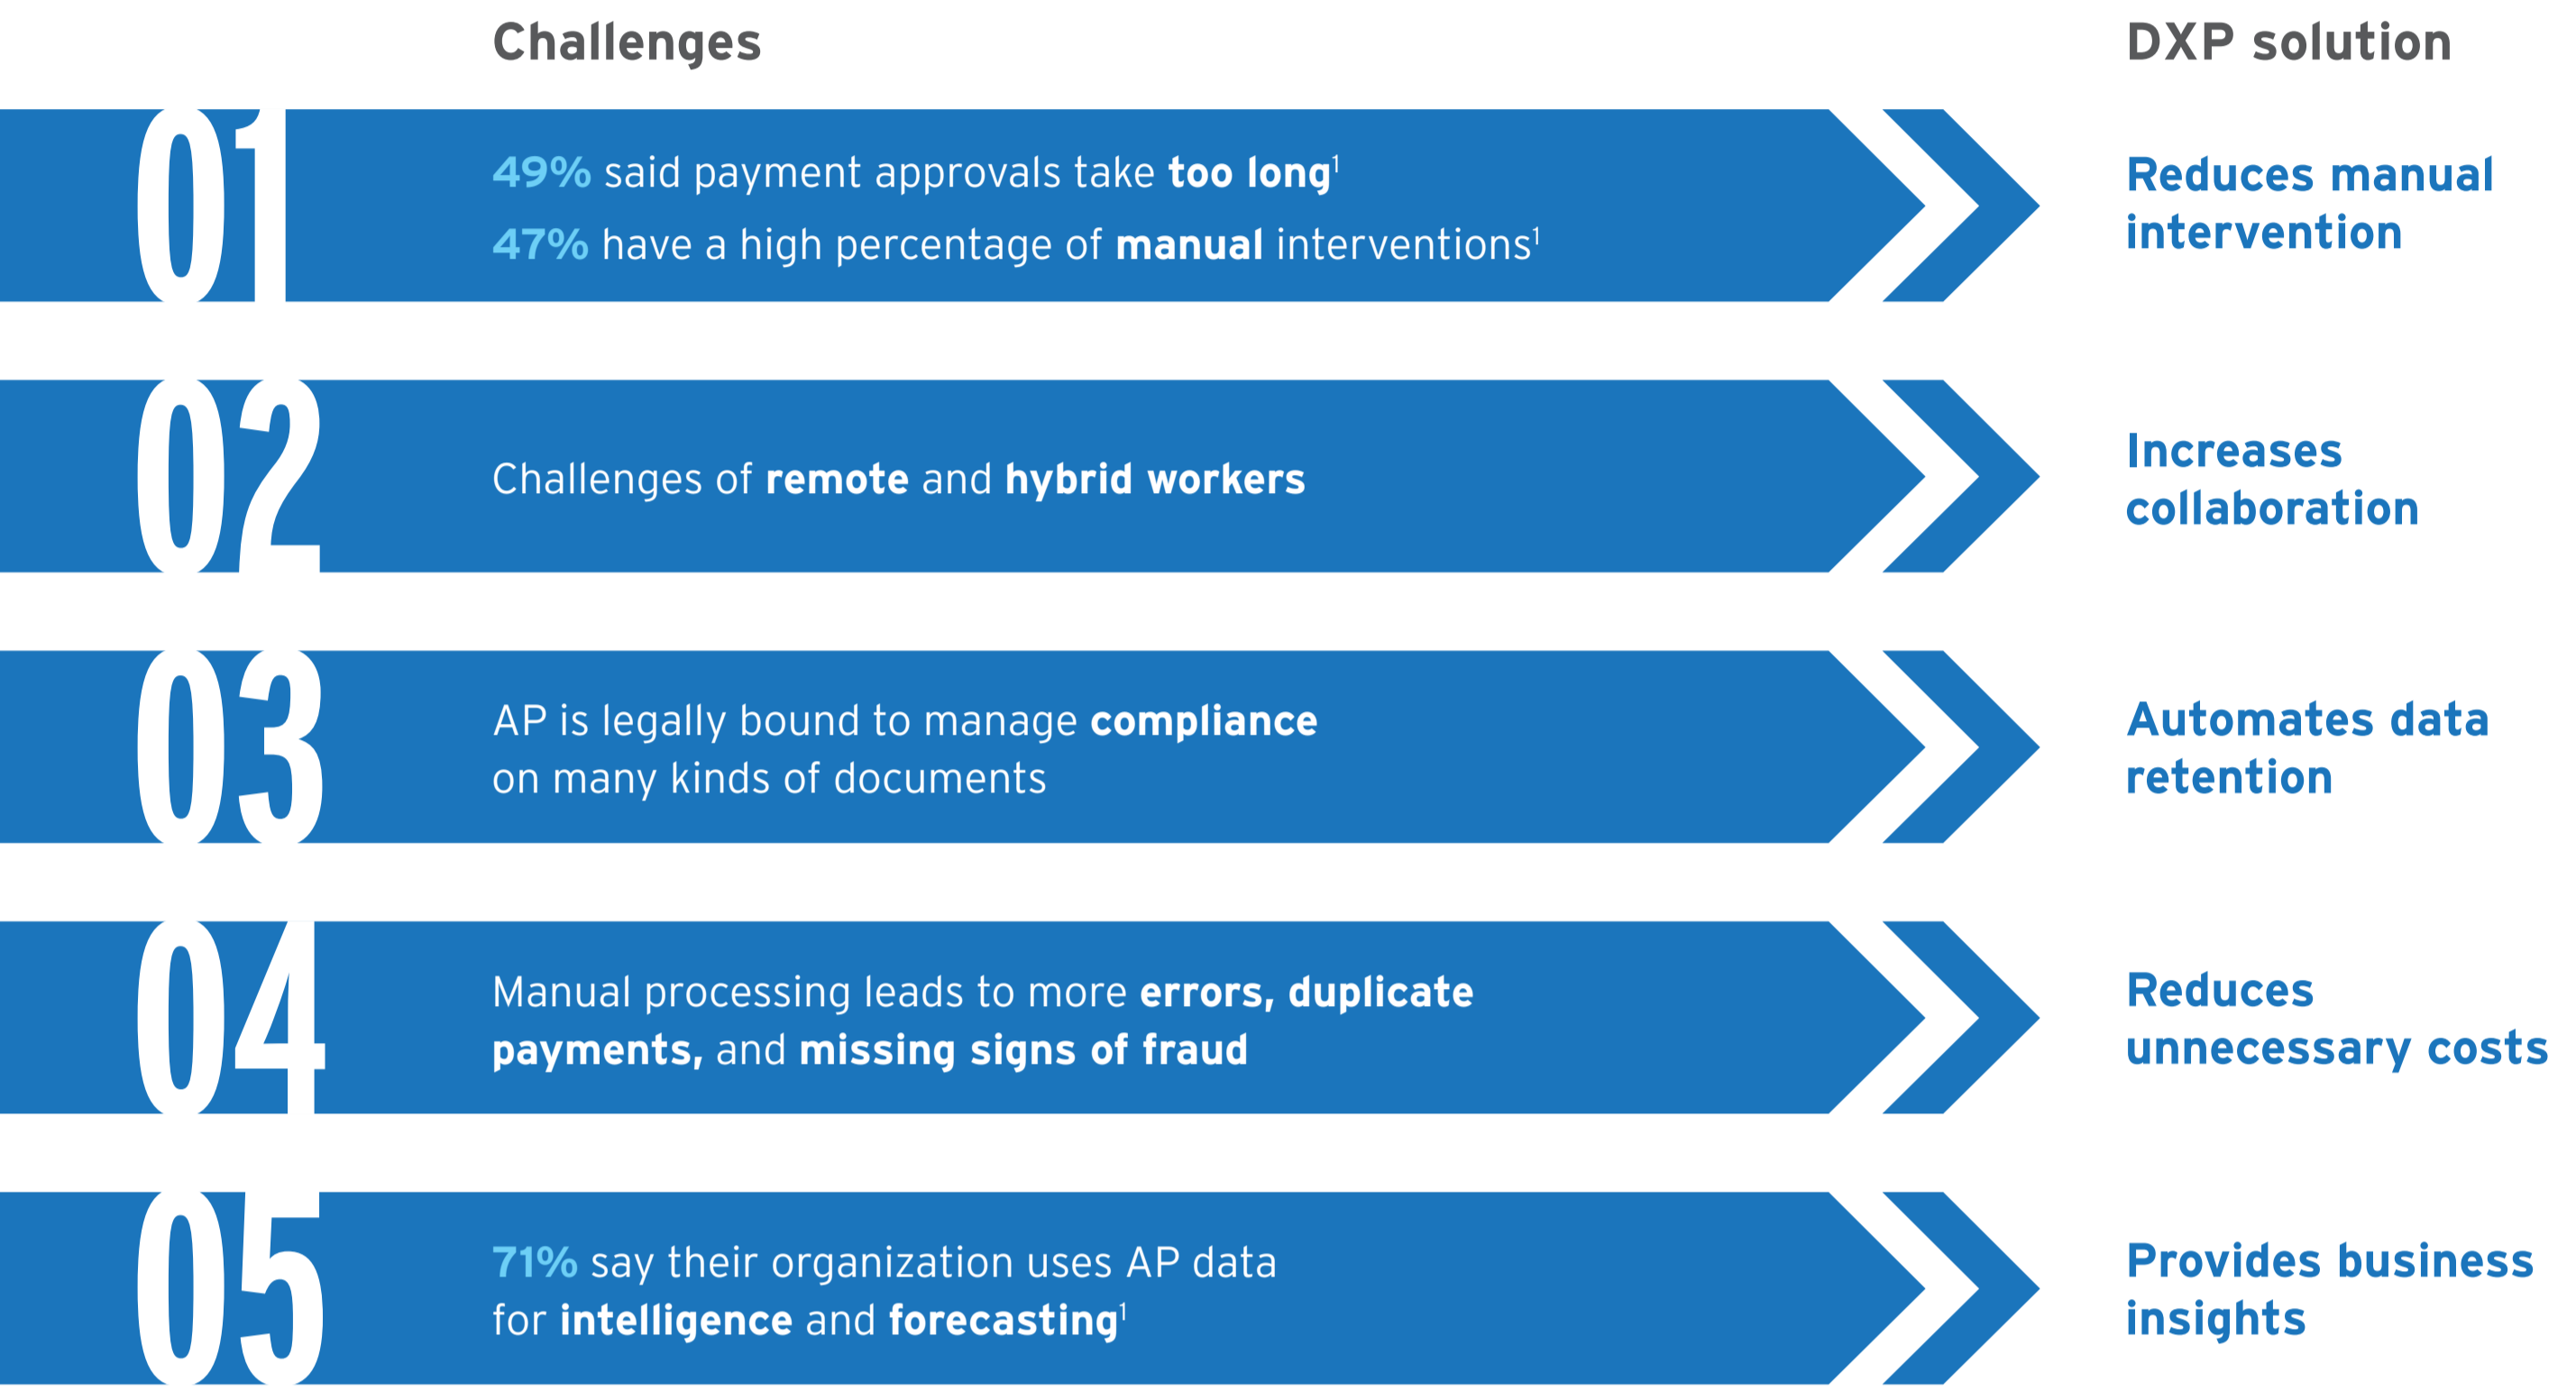 Challenges
DXP solution
01
49% said payment approvals take too long¹
47% have a high percentage of manual interventions¹
Reduces manual
intervention
02
Challenges of remote and hybrid workers
Increases
collaboration
03
AP is legally bound to manage compliance
on many kinds of documents
Automates data
retention
04
Manual processing leads to more errors, duplicate
payments, and missing signs of fraud
Reduces
unnecessary costs
05
71% say their organization uses AP data
for intelligence and forecasting¹
Provides business
insights